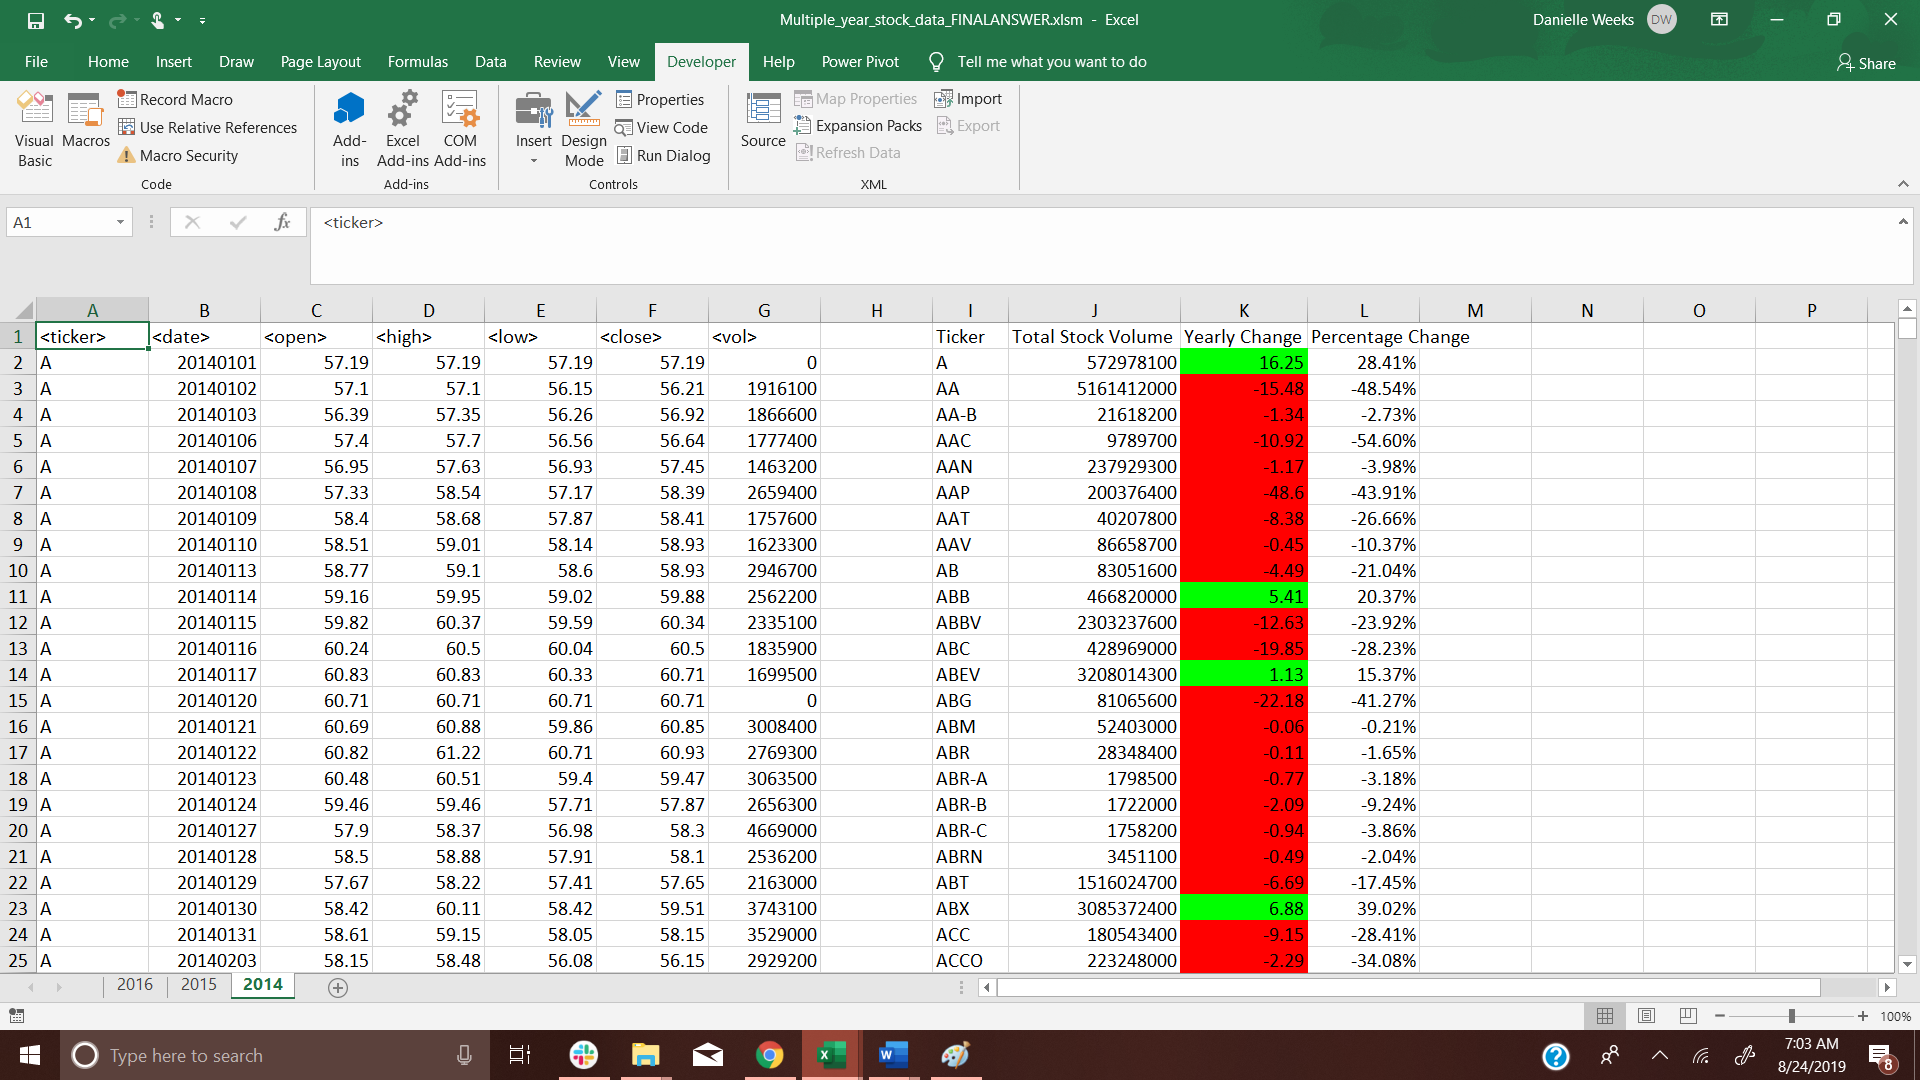 Multiple_year_stock_data_FINALANSWER.xlsm - Excel
Danielle Weeks DW
File Home Insert Draw Page Layout Formulas Data Review View Developer Help Power Pivot Tell me what you want to do Share
Visual Basic
Macros
Record Macro
Use Relative References
Macro Security
Code
Add-ins
Excel Add-ins
COM Add-ins
Add-ins
Insert
Design Mode
Properties
View Code
Run Dialog
Controls
Source
Map Properties
Expansion Packs
Refresh Data
Import
Export
XML
A1 fx <ticker>
A B C D E F G H I J K L M N O P
1 <ticker> <date> <open> <high> <low> <close> <vol> Ticker Total Stock Volume Yearly Change Percentage Change
2 A 20140101 57.19 57.19 57.19 57.19 0 A 572978100 16.25 28.41%
3 A 20140102 57.1 57.1 56.15 56.21 1916100 AA 5161412000 -15.48 -48.54%
4 A 20140103 56.39 57.35 56.26 56.92 1866600 AA-B 21618200 -1.34 -2.73%
5 A 20140106 57.4 57.7 56.56 56.64 1777400 AAC 9789700 -10.92 -54.60%
6 A 20140107 56.95 57.63 56.93 57.45 1463200 AAN 237929300 -1.17 -3.98%
7 A 20140108 57.33 58.54 57.17 58.39 2659400 AAP 200376400 -48.6 -43.91%
8 A 20140109 58.4 58.68 57.87 58.41 1757600 AAT 40207800 -8.38 -26.66%
9 A 20140110 58.51 59.01 58.14 58.93 1623300 AAV 86658700 -0.45 -10.37%
10 A 20140113 58.77 59.1 58.6 58.93 2946700 AB 83051600 -4.49 -21.04%
11 A 20140114 59.16 59.95 59.02 59.88 2562200 ABB 466820000 5.41 20.37%
12 A 20140115 59.82 60.37 59.59 60.34 2335100 ABBV 2303237600 -12.63 -23.92%
13 A 20140116 60.24 60.5 60.04 60.5 1835900 ABC 428969000 -19.85 -28.23%
14 A 20140117 60.83 60.83 60.33 60.71 1699500 ABEV 3208014300 1.13 15.37%
15 A 20140120 60.71 60.71 60.71 60.71 0 ABG 81065600 -22.18 -41.27%
16 A 20140121 60.69 60.88 59.86 60.85 3008400 ABM 52403000 -0.06 -0.21%
17 A 20140122 60.82 61.22 60.71 60.93 2769300 ABR 28348400 -0.11 -1.65%
18 A 20140123 60.48 60.51 59.4 59.47 3063500 ABR-A 1798500 -0.77 -3.18%
19 A 20140124 59.46 59.46 57.71 57.87 2656300 ABR-B 1722000 -2.09 -9.24%
20 A 20140127 57.9 58.37 56.98 58.3 4669000 ABR-C 1758200 -0.94 -3.86%
21 A 20140128 58.5 58.88 57.91 58.1 2536200 ABRN 3451100 -0.49 -2.04%
22 A 20140129 57.67 58.22 57.41 57.65 2163000 ABT 1516024700 -6.69 -17.45%
23 A 20140130 58.42 60.11 58.42 59.51 3743100 ABX 3085372400 6.88 39.02%
24 A 20140131 58.61 59.15 58.05 58.15 3529000 ACC 180543400 -9.15 -28.41%
25 A 20140203 58.15 58.48 56.08 56.15 2929200 ACCO 223248000 -2.29 -34.08%
2016 2015 2014
100%
Type here to search
7:03 AM
8/24/2019
8